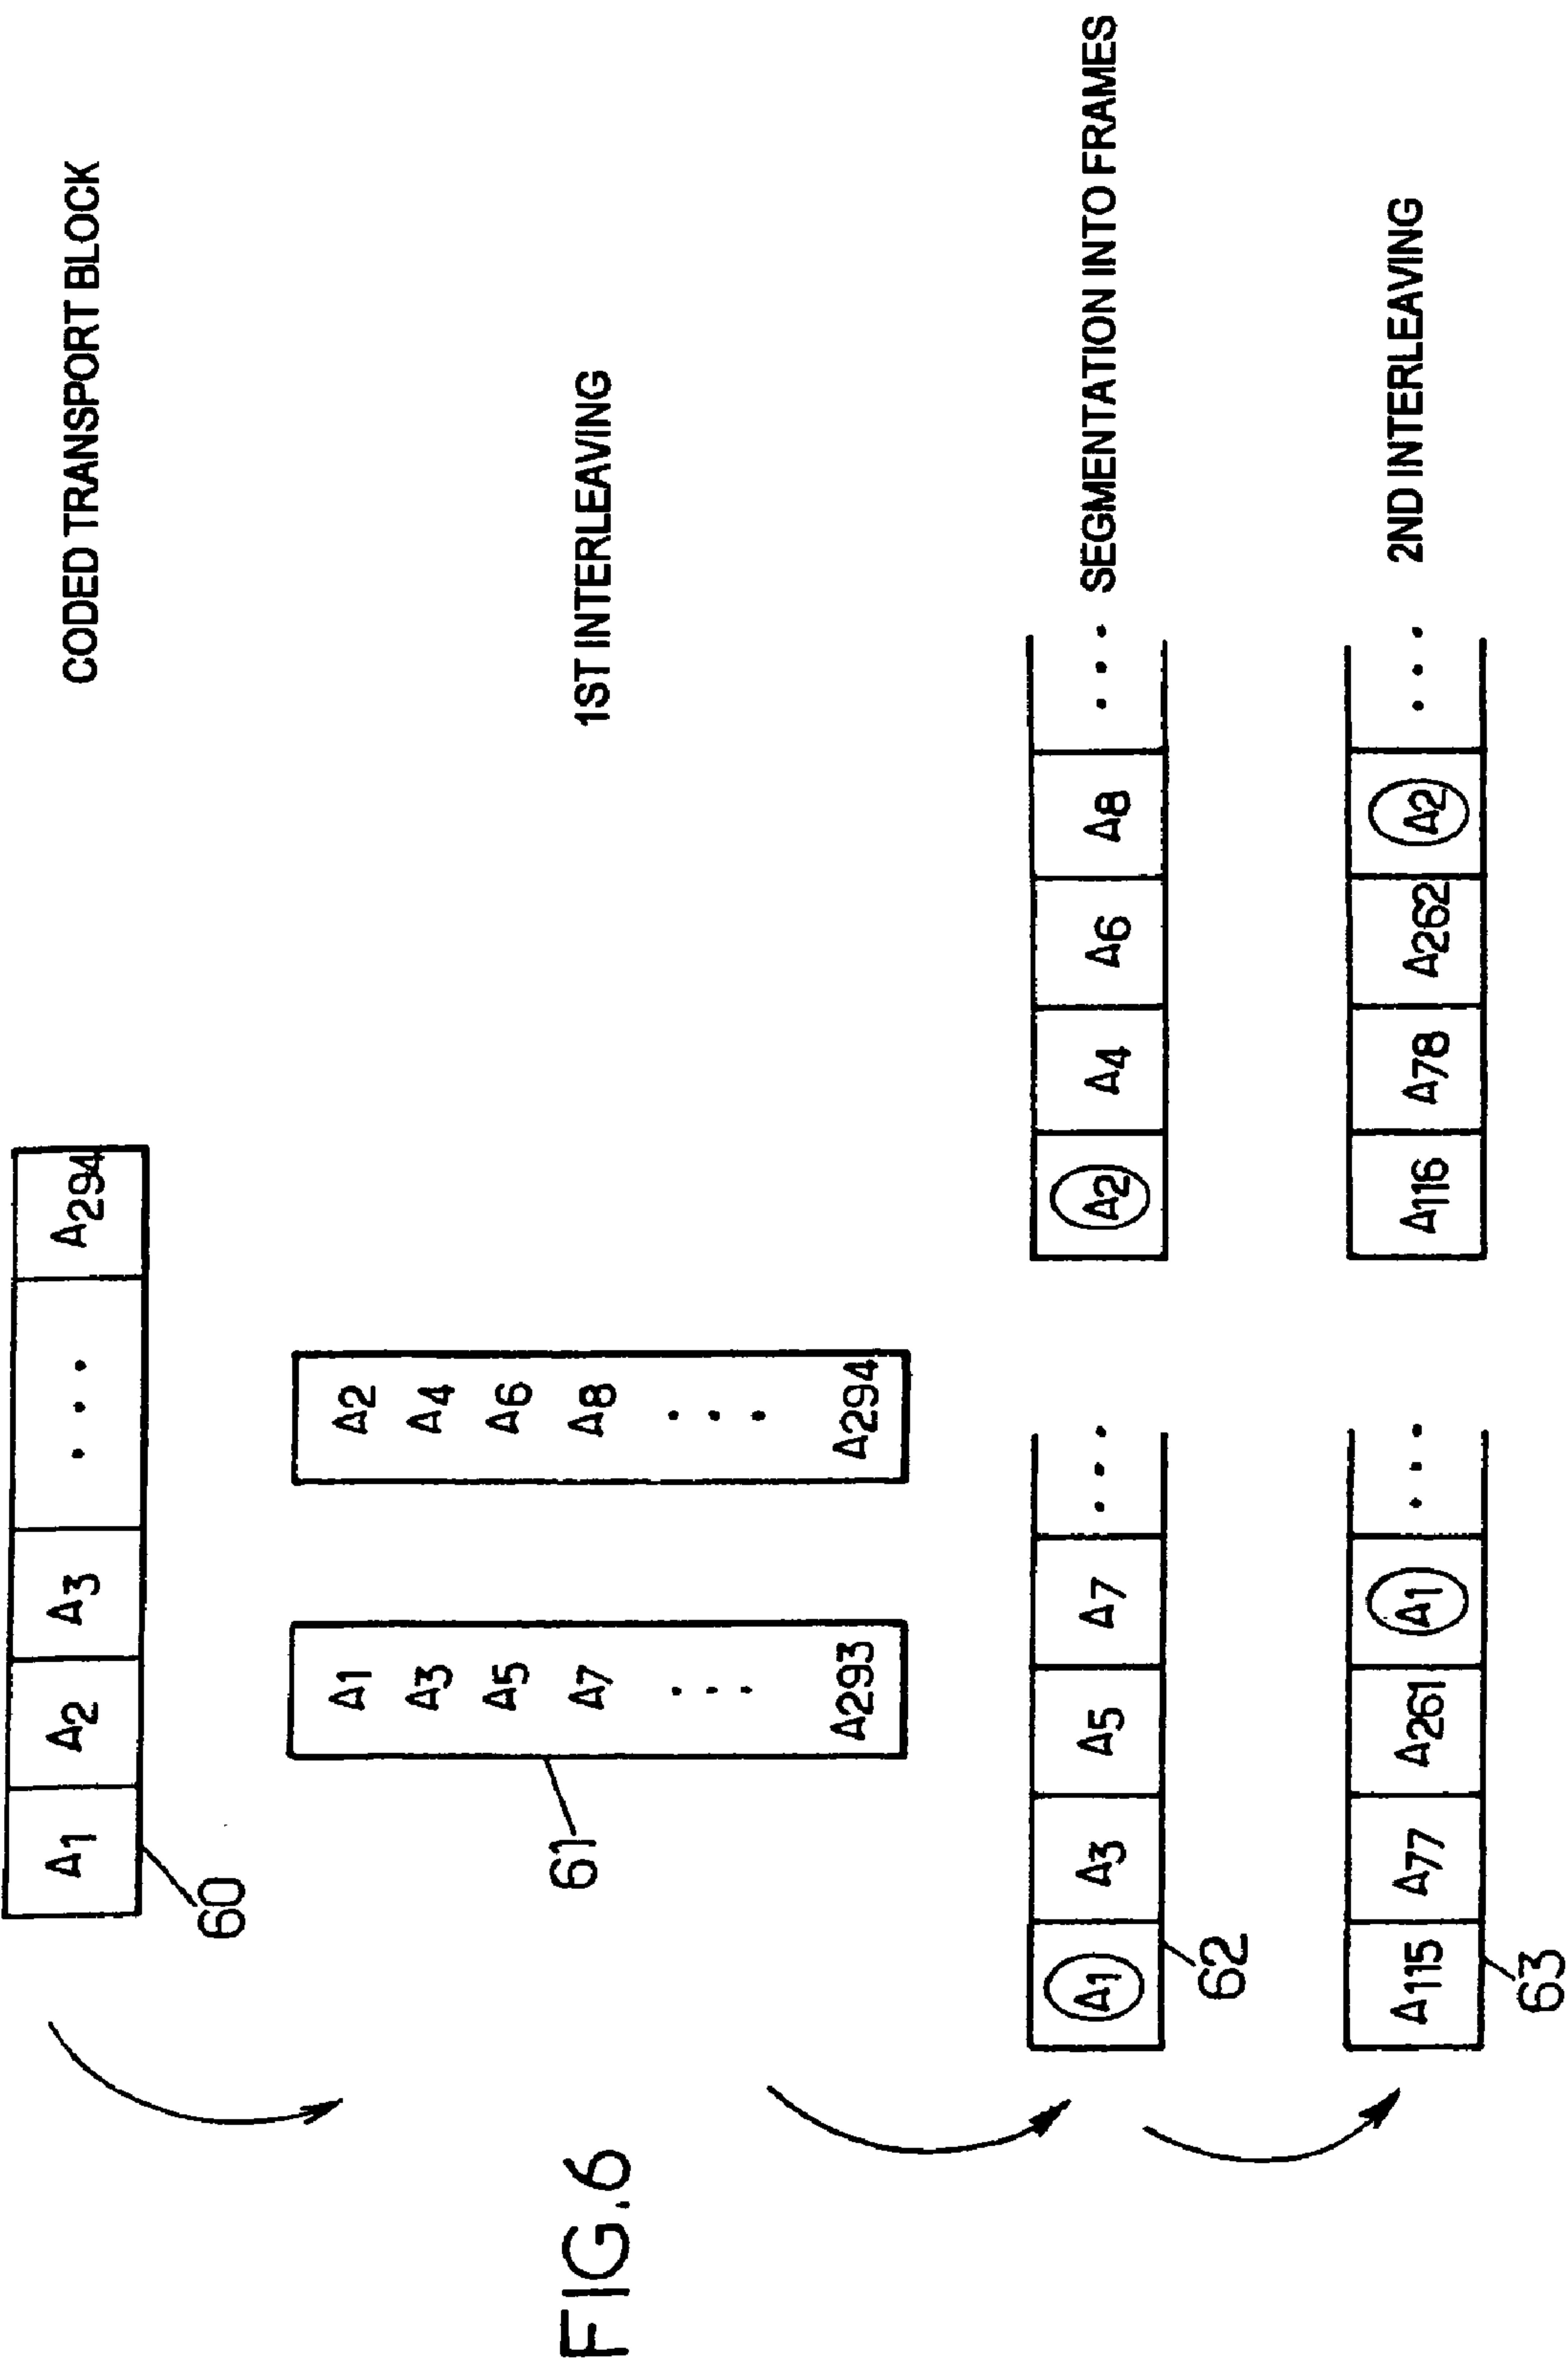 A1 A2 A3 . . . A294
CODED TRANSPORT BLOCK
60
A1 A3 A5 A7 . . . A293
A2 A4 A6 A8 . . . A294
1ST INTERLEAVING
61
A1 A3 A5 A7 . . .
A2 A4 A6 A8 . . .
SEGMENTATION INTO FRAMES
62
A115 A77 A261 A1 . . .
A116 A78 A262 A2 . . .
2ND INTERLEAVING
63
FIG.6